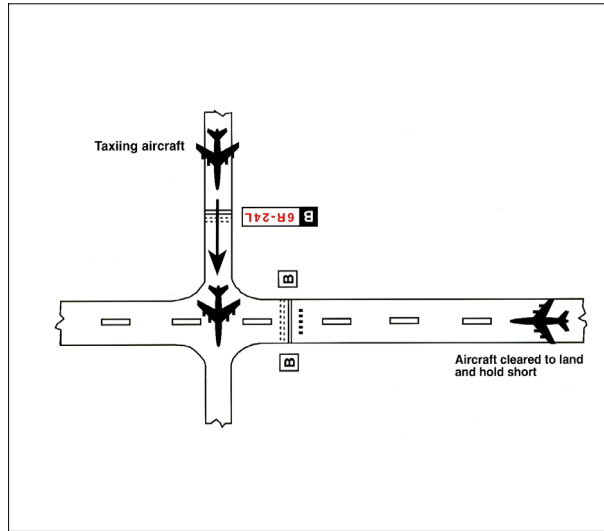 Taxiing aircraft
B 6R-24L
B
B
Aircraft cleared to land
and hold short